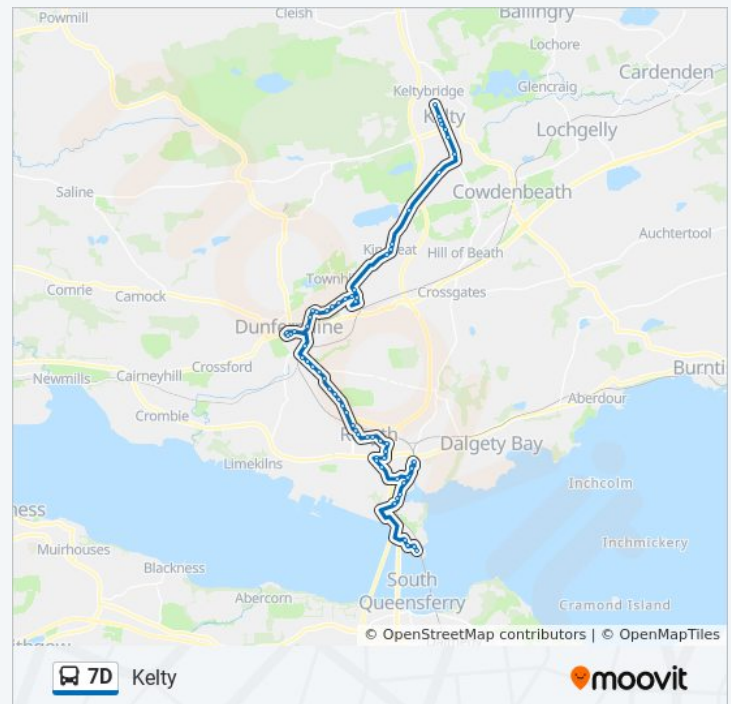 Powmill
Cleish
Ballingry
Lochore
Cardenden
Keltybridge
Glencraig
Kelty
Lochgelly
Saline
Cowdenbeath
Auchtertool
Hill of Beath
Comrie
Carnock
Crossgates
Dunfermline
Crossford
Newmills
Cairneyhill
Aberdour
Crombie
Dalgety Bay
Limekilns
Inchcolm
Muirhouses
Inchmickery
Blackness
South
Queensferry
Abercorn
Cramond Island
© OpenStreetMap contributors | © OpenMapTiles
7D Kelty
moovit